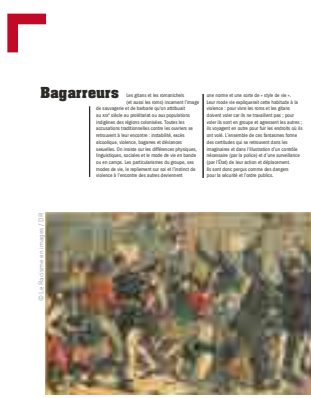 Bagarreurs
Les gitans et les romanichels
(et aussi les roms) incarnent l'image
de sauvagerie et de barbarie qu'on attribuait
au XIXe siècle au prolétariat ou aux populations
indigènes des régions colonisées. Toutes les
accusations traditionnelles contre les ouvriers se
retrouvent à leur encontre : instabilité, excès
alcoolique, violence, bagarres et déviances
sexuelles. On insiste sur les différences physiques,
linguistiques, sociales et le mode de vie en bande
ou en camps. Les particularismes du groupe, ses
modes de vie, le repliement sur soi et l'instinct de
violence à l'encontre des autres deviennent
une norme et une sorte de « style de vie ».
Leur mode vie expliquerait cette habitude à la
violence : pour vivre les roms et les gitans
doivent voler car ils ne travaillent pas ; pour
voler ils sont en groupe et agressent les autres ;
ils voyagent en outre pour fuir les endroits où ils
ont volé. L'ensemble de ces fantasmes forme
des certitudes qui se retrouvent dans les
imaginaires et dans l'illustration d'un contrôle
nécessaire (par la police) et d'une surveillance
(par l'État) de leur action et déplacement.
Ils sont donc perçus comme des dangers
pour la sécurité et l'ordre publics.
© Le Racisme en images / DR